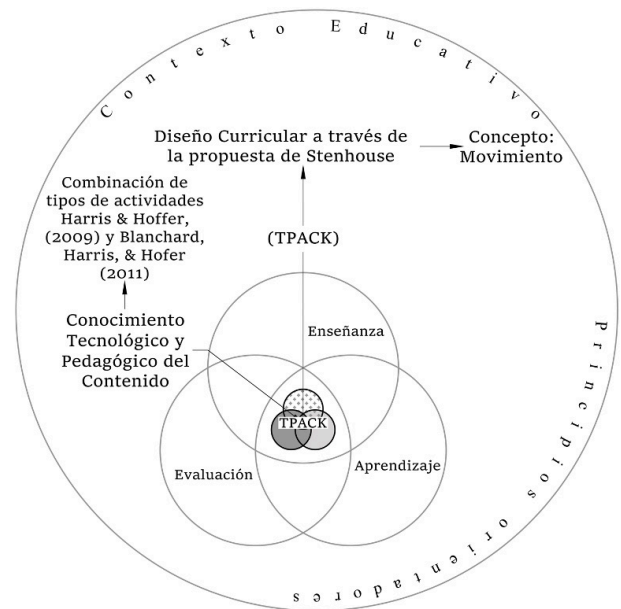 Contexto Educativo
Diseño Curricular a través de
la propuesta de Stenhouse
Concepto:
Movimiento
Combinación de
tipos de actividades
Harris & Hoffer,
(2009) y Blanchard,
Harris, & Hofer
(2011)
(TPACK)
Conocimiento
Tecnológico y
Pedagógico del
Contenido
Enseñanza
TPACK
Evaluación
Aprendizaje
Principios orientadores